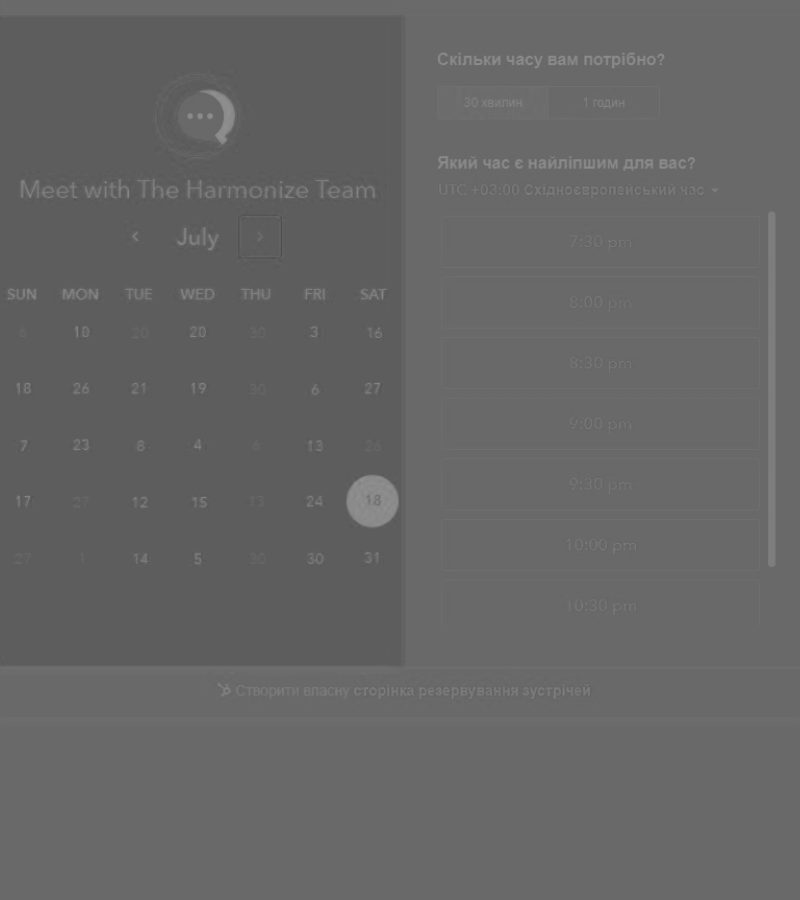 Meet with The Harmonize Team
July
SUN MON TUE WED THU FRI SAT
10 20 20 30 3 16
18 26 21 19 30 6 27
7 23 8 4 13 26
17 27 12 15 13 24 18
27 1 14 5 30 30 31
Скільки часу вам потрібно?
30 хвилин 1 годин
Який час є найліпшим для вас?
UTC +03:00 Східноєвропейський час
7:30 pm
8:00 pm
8:30 pm
9:00 pm
9:30 pm
10:00 pm
10:30 pm
Створити власну сторінка резервування зустрічей